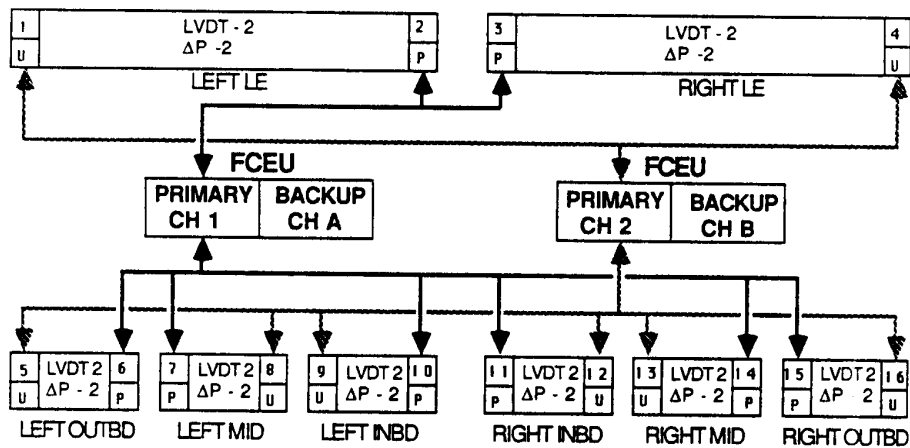 1 LVDT - 2 2
U ΔP -2 P
LEFT LE
3 LVDT - 2 4
P ΔP -2 U
RIGHT LE
FCEU
PRIMARY BACKUP
CH 1 CH A
FCEU
PRIMARY BACKUP
CH 2 CH B
5 LVDT 2 6
U ΔP - 2 P
LEFT OUTBD
7 LVDT 2 8
P ΔP - 2 U
LEFT MID
9 LVDT 2 10
U ΔP - 2 P
LEFT INBD
11 LVDT 2 12
P ΔP - 2 U
RIGHT INBD
13 LVDT 2 14
U ΔP - 2 P
RIGHT MID
15 LVDT 2 16
P ΔP 2 U
RIGHT OUTBD